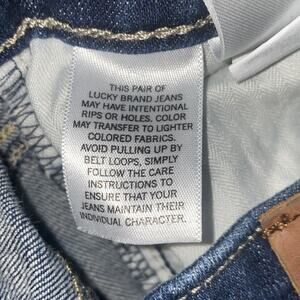 THIS PAIR OF
LUCKY BRAND JEANS
MAY HAVE INTENTIONAL
RIPS OR HOLES. COLOR
MAY TRANSFER TO LIGHTER
COLORED FABRICS.
AVOID PULLING UP BY
BELT LOOPS, SIMPLY
FOLLOW THE CARE
INSTRUCTIONS TO
ENSURE THAT YOUR
JEANS MAINTAIN THEIR
INDIVIDUAL CHARACTER.